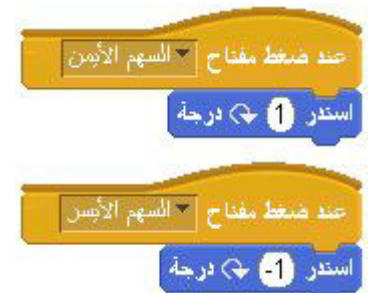 عند ضغط مفتاح السهم الأيمن
استدر 1 درجة
عند ضغط مفتاح السهم الأيسر
استدر -1 درجة